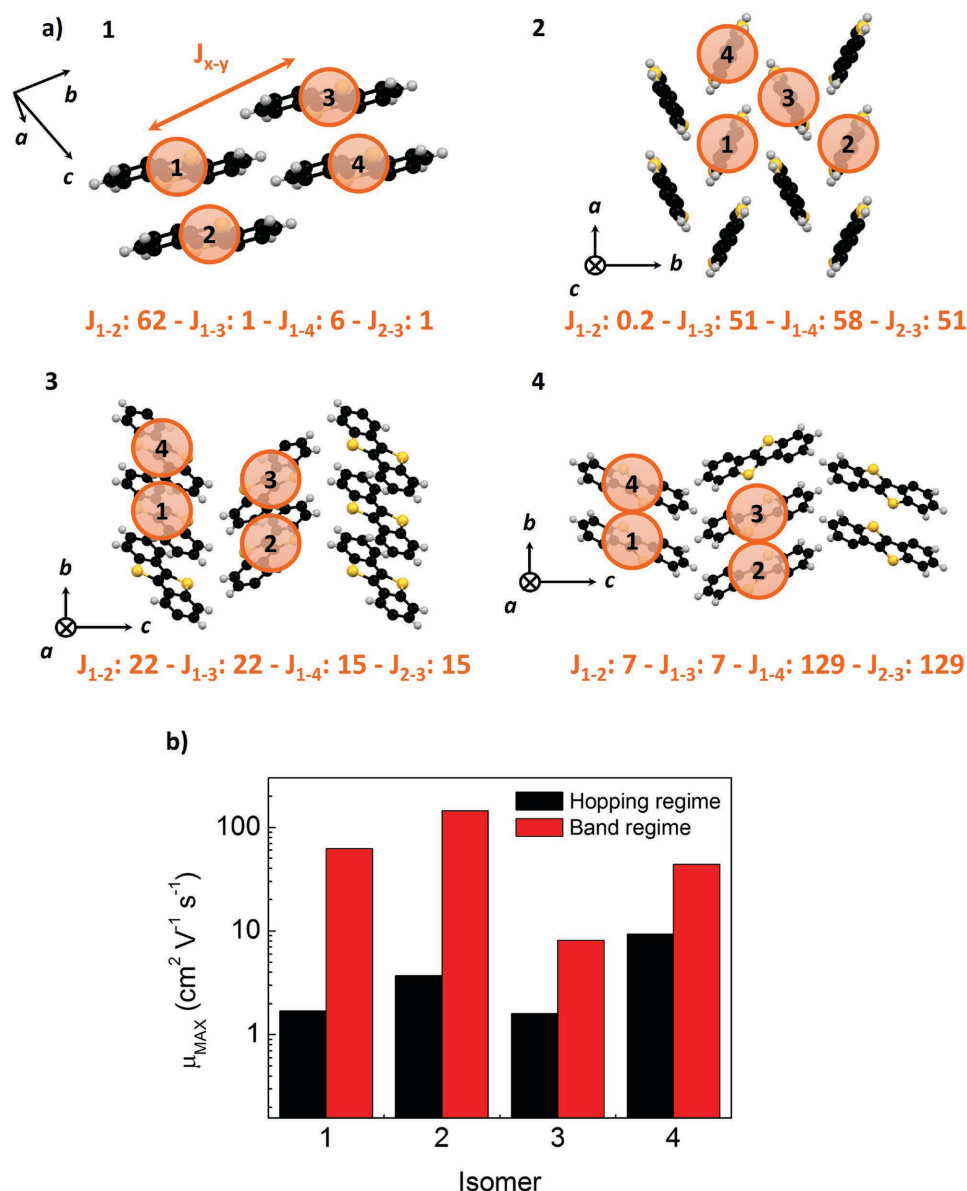 a)
1
J_x-y
b
a
c
3
1
4
2
J_1-2: 62 - J_1-3: 1 - J_1-4: 6 - J_2-3: 1
2
4
3
1
2
a
b
c
J_1-2: 0.2 - J_1-3: 51 - J_1-4: 58 - J_2-3: 51
3
4
1
3
2
b
c
a
J_1-2: 22 - J_1-3: 22 - J_1-4: 15 - J_2-3: 15
4
4
1
3
2
b
c
a
J_1-2: 7 - J_1-3: 7 - J_1-4: 129 - J_2-3: 129
b)
Hopping regime
Band regime
100
10
1
μ_MAX (cm² V⁻¹ s⁻¹)
1 2 3 4
Isomer